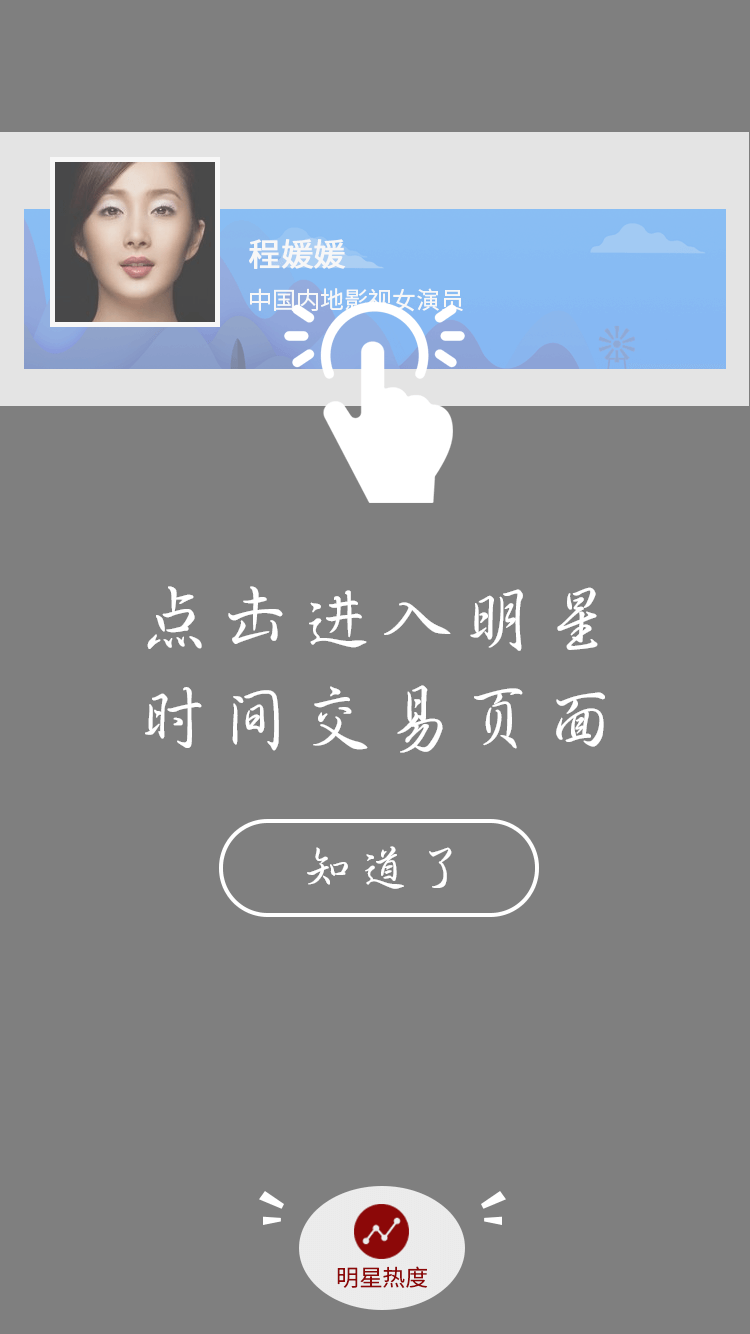 程媛媛
中国内地影视女演员
点击进入明星
时间交易页面
知道了
明星热度